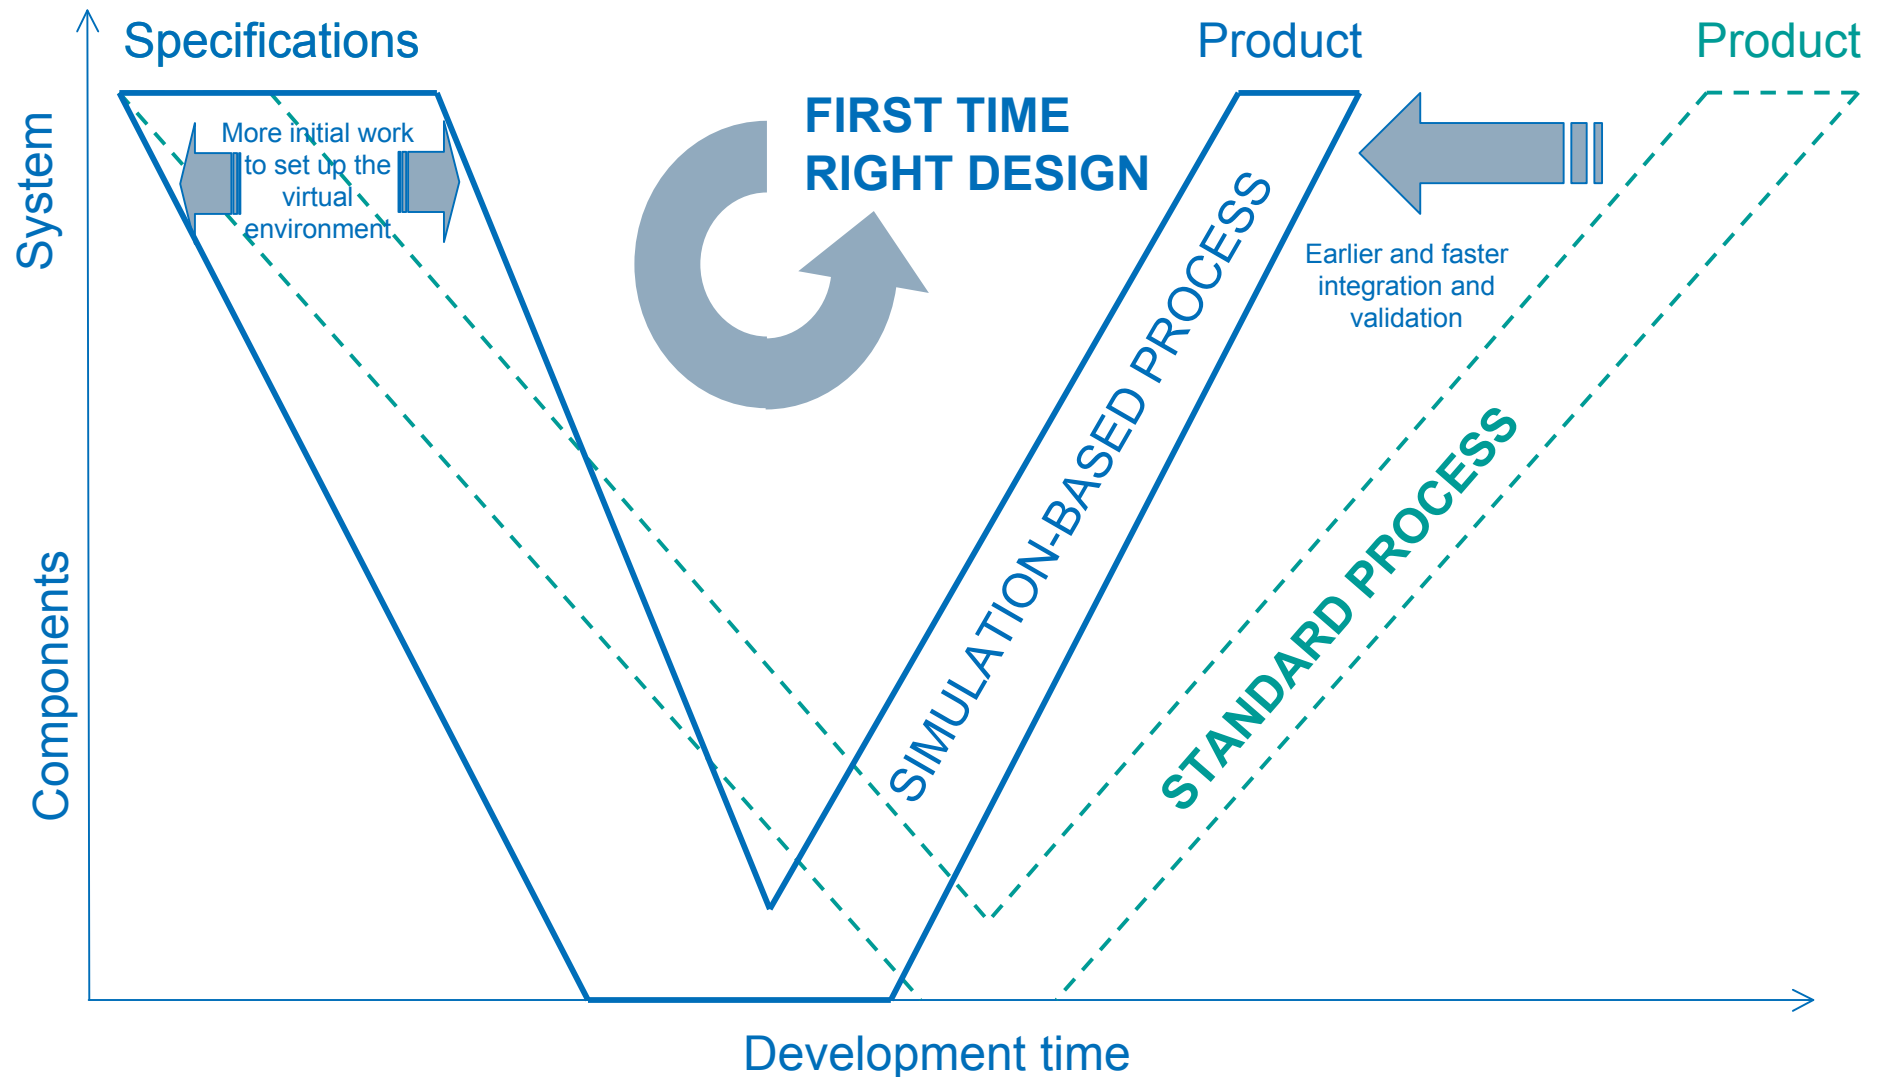 Specifications
Product
Product
FIRST TIME
RIGHT DESIGN
More initial work
to set up the
virtual
environment
System
Earlier and faster
integration and
validation
SIMULATION-BASED PROCESS
STANDARD PROCESS
Components
Development time